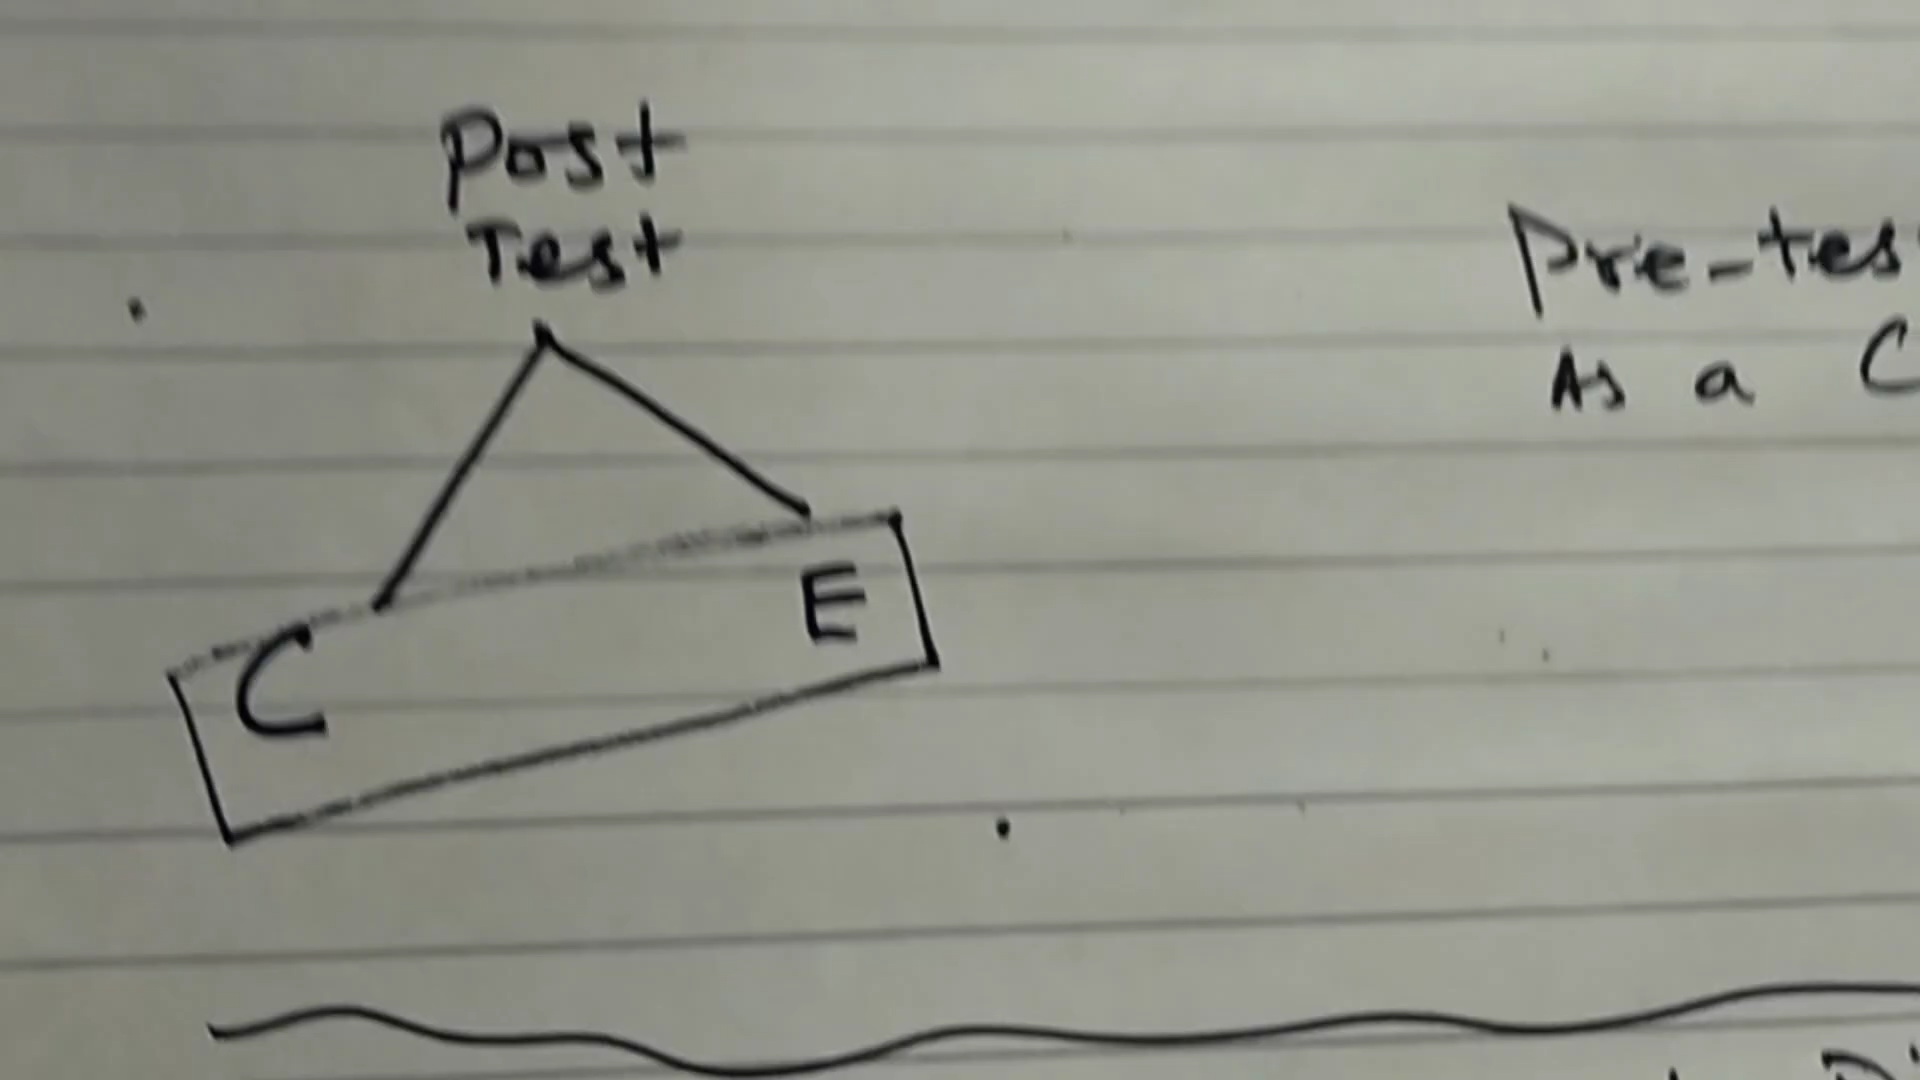 Post
Test
Pre-tes
As a C
C
E